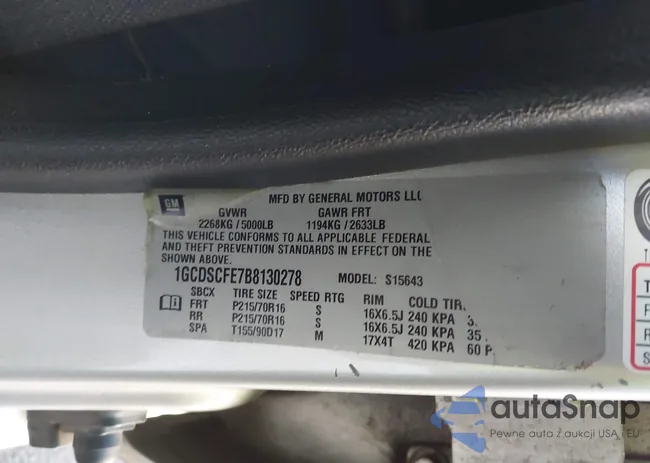 GM
MFD BY GENERAL MOTORS LLC
GVWR GAWR FRT
2268KG / 5000LB 1194KG / 2633LB
THIS VEHICLE CONFORMS TO ALL APPLICABLE FEDERAL
AND THEFT PREVENTION STANDARDS IN EFFECT ON THE
SHOWN ABOVE.
1GCDSCFE7B8130278 MODEL: S15643
SBCX TIRE SIZE SPEED RTG RIM COLD TIR
FRT P215/70R16 S 16X6.5J 240 KPA 3
RR P215/70R16 S 16X6.5J 240 KPA 35
SPA T155/90D17 M 17X4T 420 KPA 60 P
T
T
F
R
S
autaSnap
Pewne auta z aukcji USA i EU